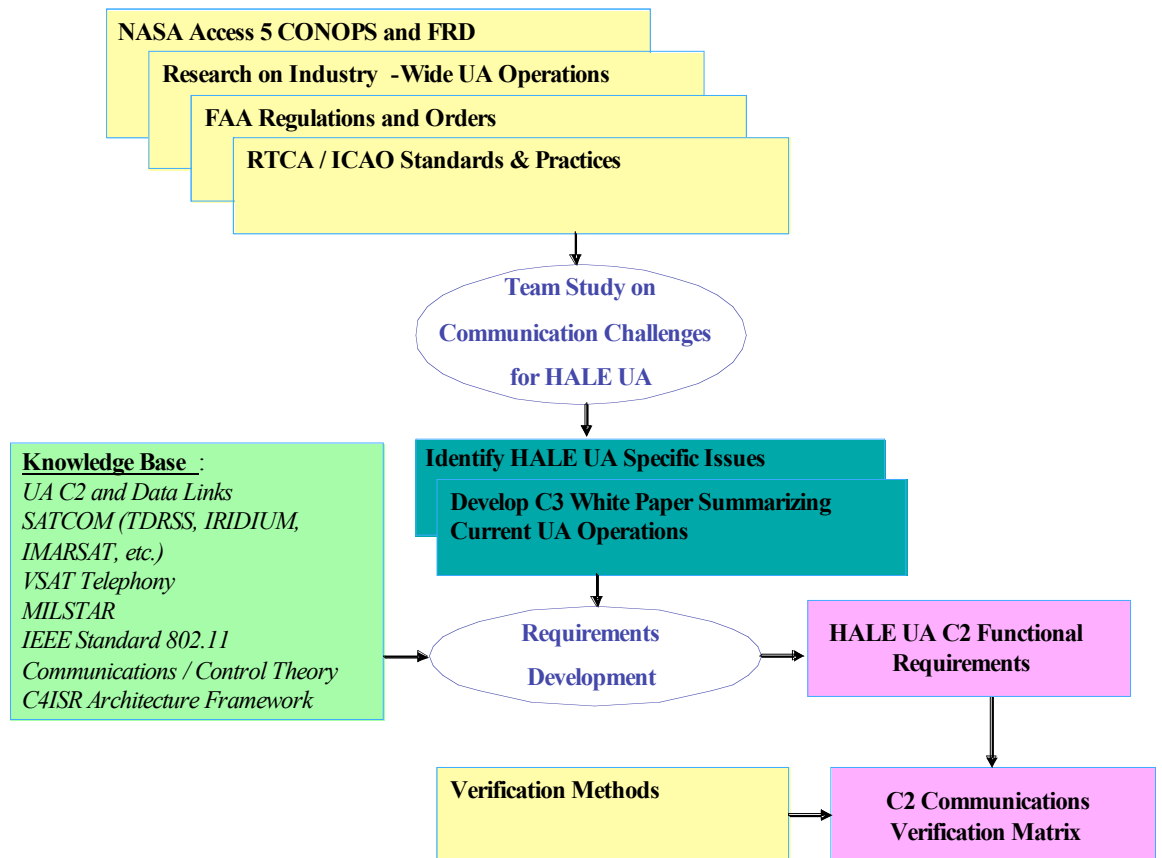 NASA Access 5 CONOPS and FRD
Research on Industry -Wide UA Operations
FAA Regulations and Orders
RTCA / ICAO Standards & Practices
Team Study on
Communication Challenges
for HALE UA
Identify HALE UA Specific Issues
Develop C3 White Paper Summarizing
Current UA Operations
Knowledge Base :
UA C2 and Data Links
SATCOM (TDRSS, IRIDIUM,
IMARSAT, etc.)
VSAT Telephony
MILSTAR
IEEE Standard 802.11
Communications / Control Theory
C4ISR Architecture Framework
Requirements
Development
HALE UA C2 Functional
Requirements
Verification Methods
C2 Communications
Verification Matrix